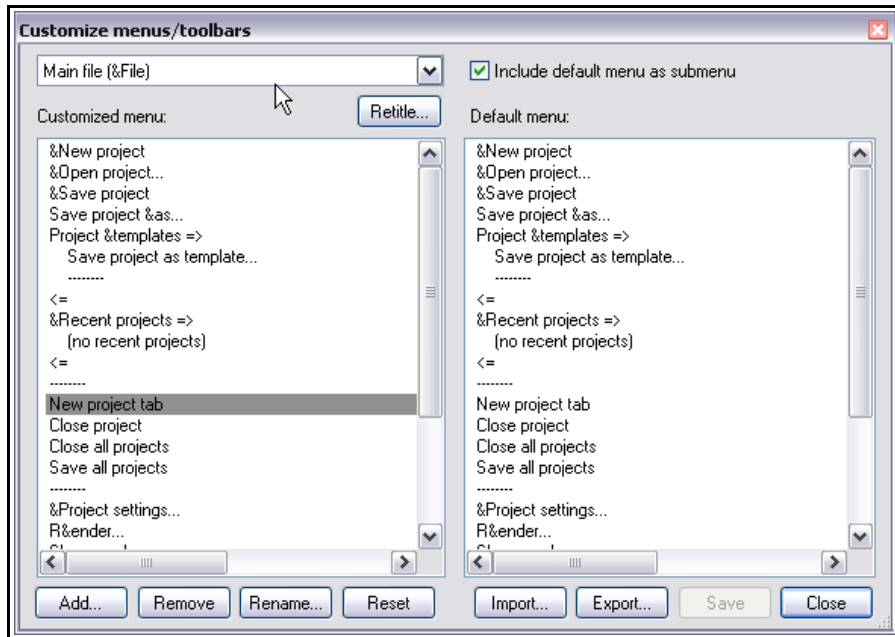 Customize menus/toolbars
Main file (&File)
Include default menu as submenu
Customized menu:
Retitle...
Default menu:
&New project
&Open project...
&Save project
Save project &as...
Project &templates =>
Save project as template...
--------
<=
&Recent projects =>
(no recent projects)
<=
--------
New project tab
Close project
Close all projects
Save all projects
--------
&Project settings...
R&ender...
&New project
&Open project...
&Save project
Save project &as...
Project &templates =>
Save project as template...
--------
<=
&Recent projects =>
(no recent projects)
<=
--------
New project tab
Close project
Close all projects
Save all projects
--------
&Project settings...
R&ender...
Add...
Remove
Rename...
Reset
Import...
Export...
Save
Close